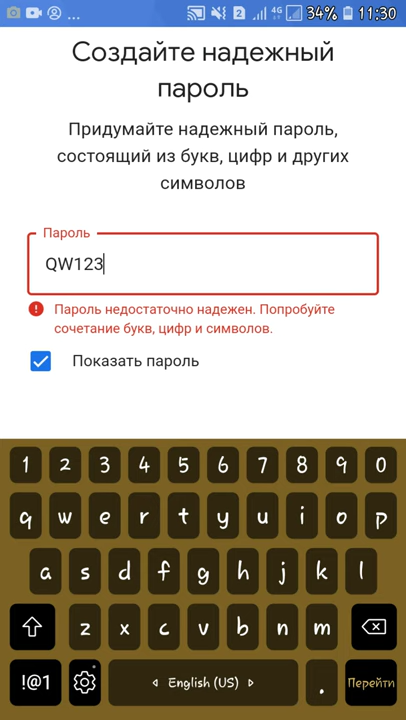 2 4G 34% 11:30
Создайте надежный
пароль
Придумайте надежный пароль,
состоящий из букв, цифр и других
символов
Пароль
QW123
Пароль недостаточно надежен. Попробуйте
сочетание букв, цифр и символов.
Показать пароль
1 2 3 4 5 6 7 8 9 0
q w e r t y u i o p
a s d f g h j k l
z x c v b n m
!@1 English (US) . Перейти